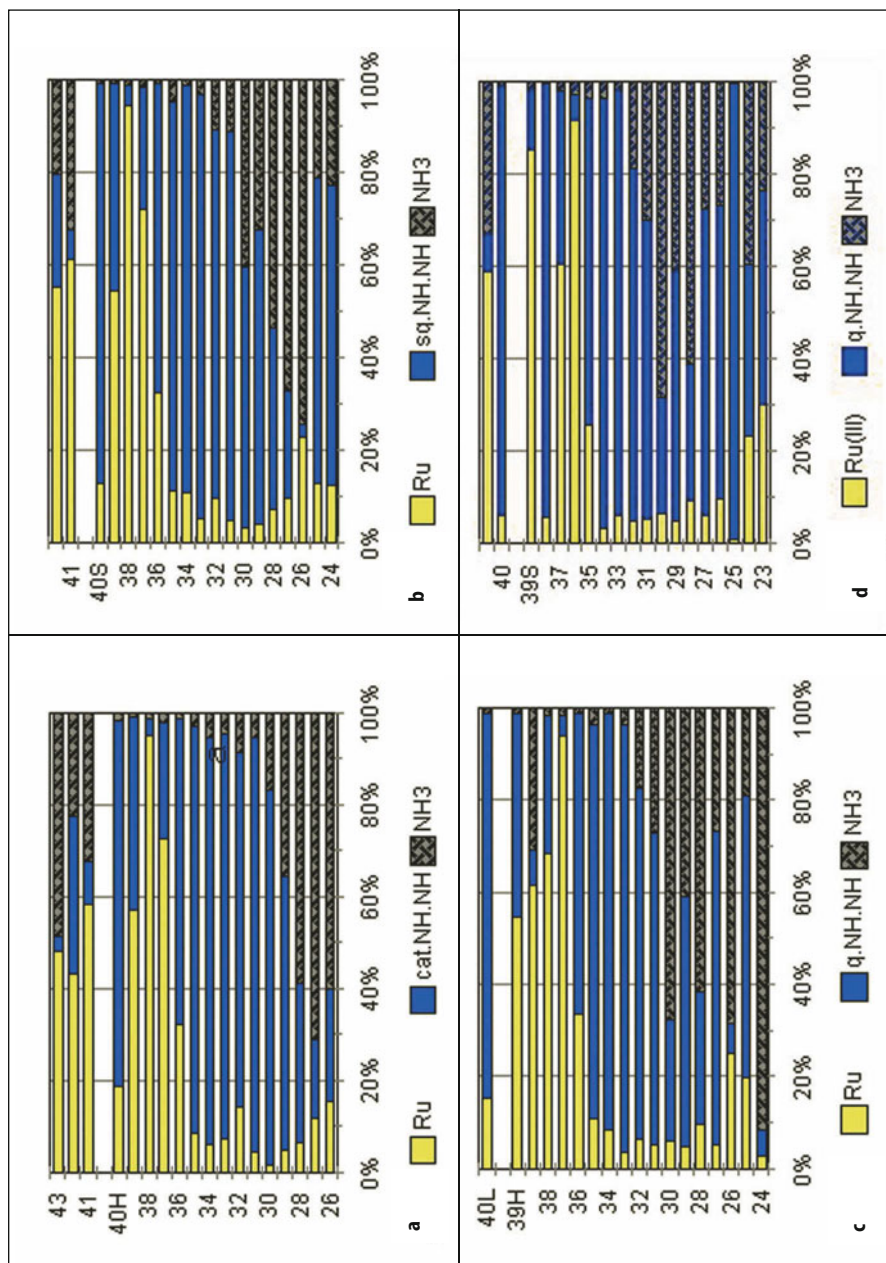 a
43
41
40H
38
36
34
32
30
28
26
0% 20% 40% 60% 80% 100%
Ru cat.NH.NH NH3
b
41
40S
38
36
34
32
30
28
26
24
0% 20% 40% 60% 80% 100%
Ru sq.NH.NH NH3
c
40L
39H
38
36
34
32
30
28
26
24
0% 20% 40% 60% 80% 100%
Ru q.NH.NH NH3
d
40
39S
37
35
33
31
29
27
25
23
0% 20% 40% 60% 80% 100%
Ru(III) q.NH.NH NH3